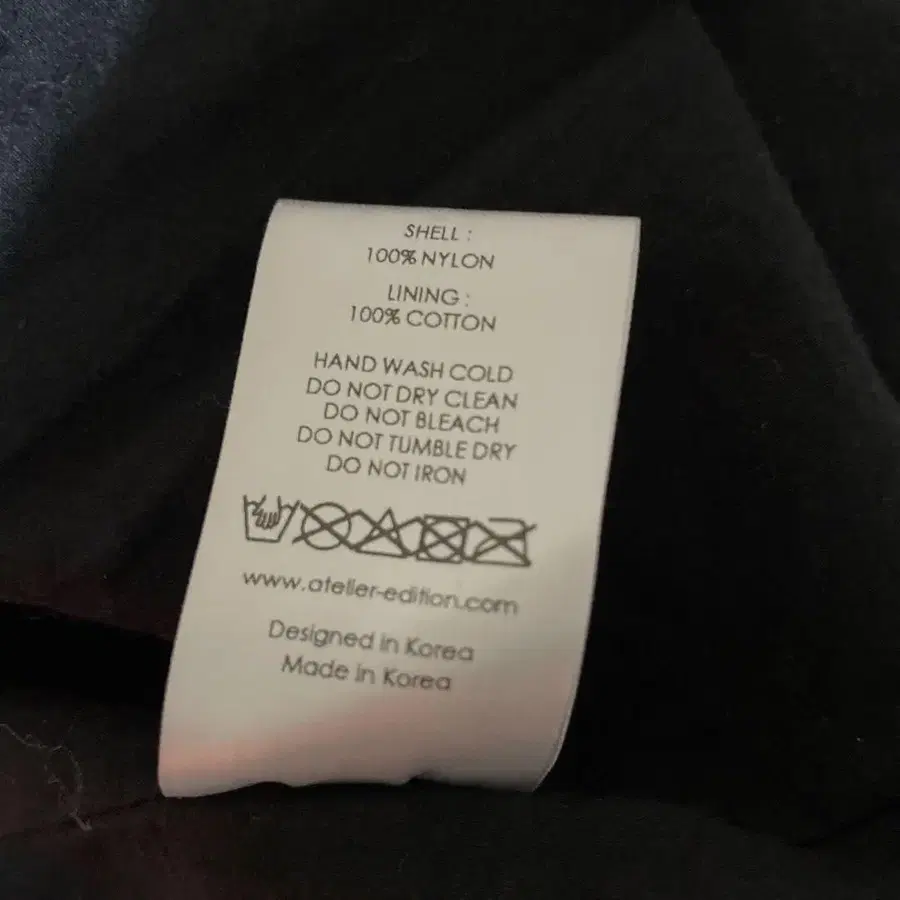 SHELL :
100% NYLON
LINING :
100% COTTON
HAND WASH COLD
DO NOT DRY CLEAN
DO NOT BLEACH
DO NOT TUMBLE DRY
DO NOT IRON
www.atelier-edition.com
Designed in Korea
Made in Korea